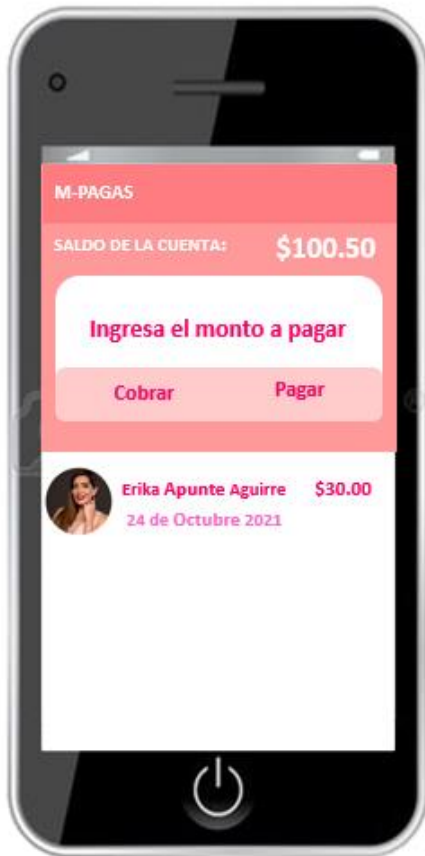 M-PAGAS
SALDO DE LA CUENTA: $100.50
Ingresa el monto a pagar
Cobrar Pagar
Erika Apunte Aguirre $30.00
24 de Octubre 2021